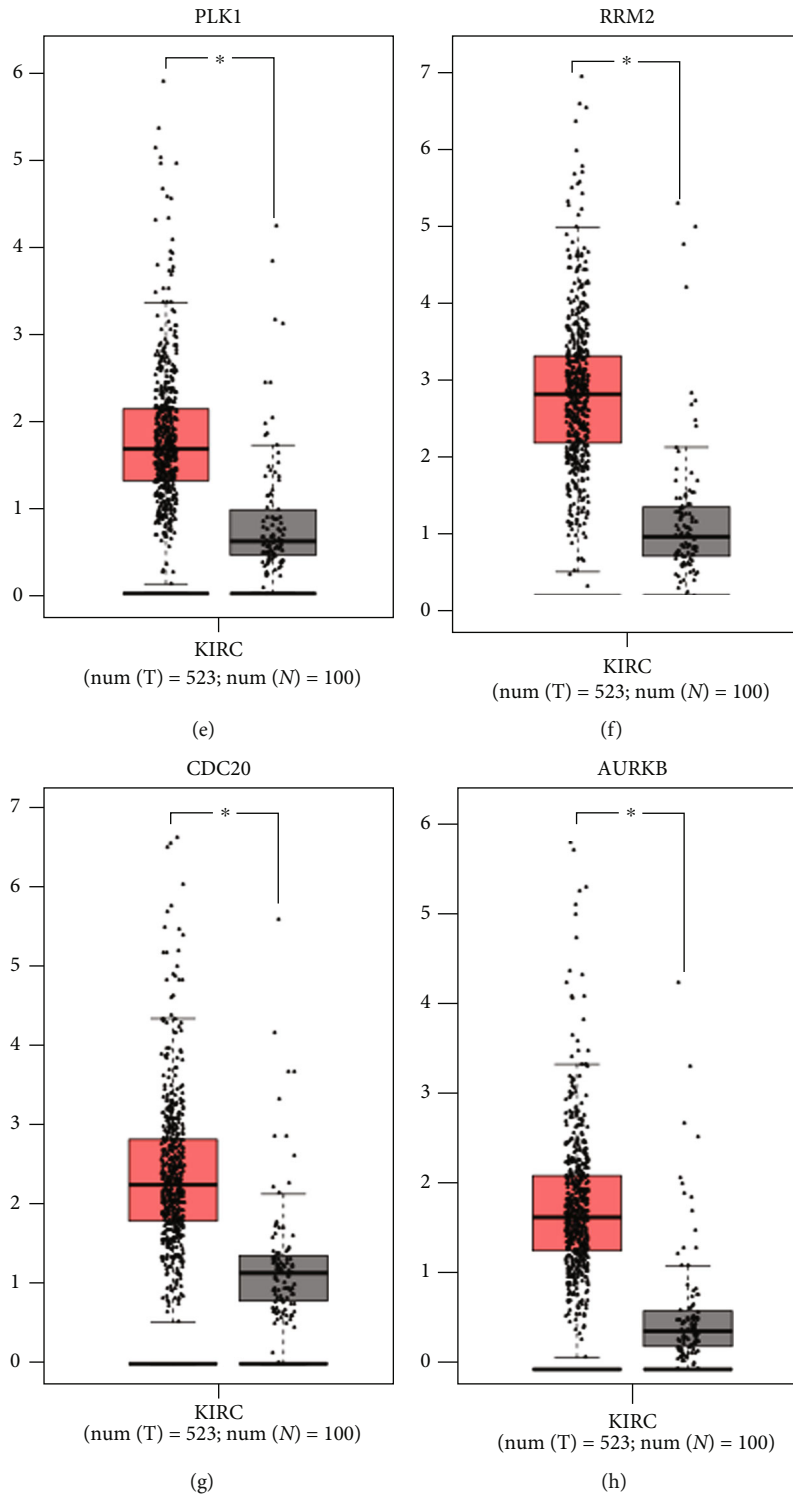 PLK1
6
5
4
3
2
1
0
*
KIRC
(num (T) = 523; num (N) = 100)
(e)
RRM2
7
6
5
4
3
2
1
0
*
KIRC
(num (T) = 523; num (N) = 100)
(f)
CDC20
7
6
5
4
3
2
1
0
*
KIRC
(num (T) = 523; num (N) = 100)
(g)
AURKB
6
5
4
3
2
1
0
*
KIRC
(num (T) = 523; num (N) = 100)
(h)